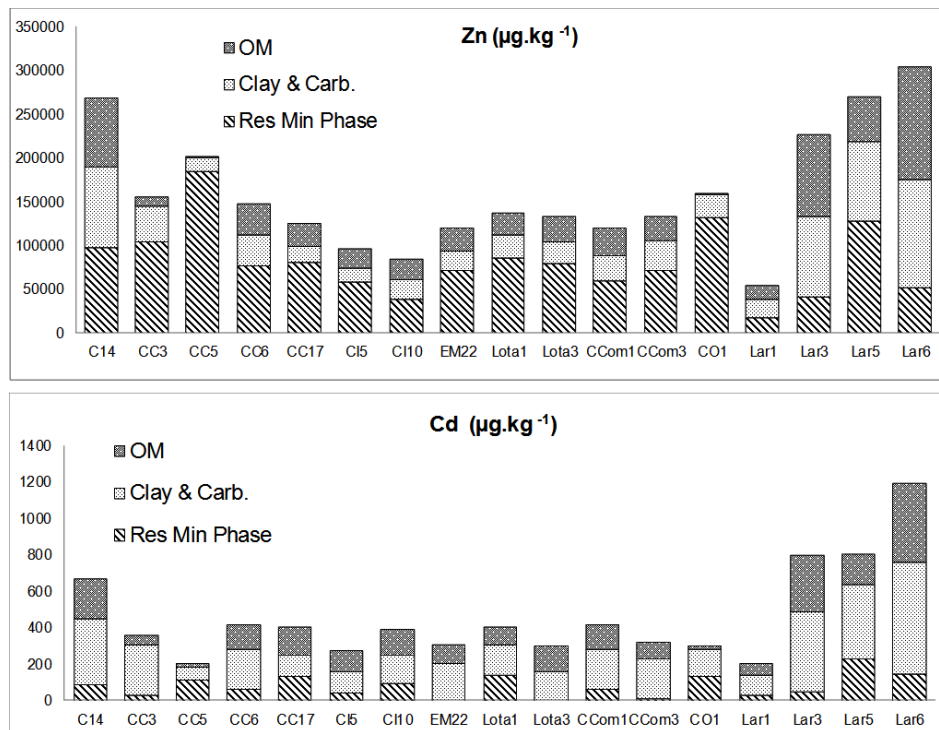 Zn (µg.kg -1)
350000
300000
250000
200000
150000
100000
50000
0
OM
Clay & Carb.
Res Min Phase
C14 CC3 CC5 CC6 CC17 CI5 CI10 EM22 Lota1 Lota3 CCom1 CCom3 CO1 Lar1 Lar3 Lar5 Lar6
Cd (µg.kg -1)
1400
1200
1000
800
600
400
200
0
OM
Clay & Carb.
Res Min Phase
C14 CC3 CC5 CC6 CC17 CI5 CI10 EM22 Lota1 Lota3 CCom1 CCom3 CO1 Lar1 Lar3 Lar5 Lar6